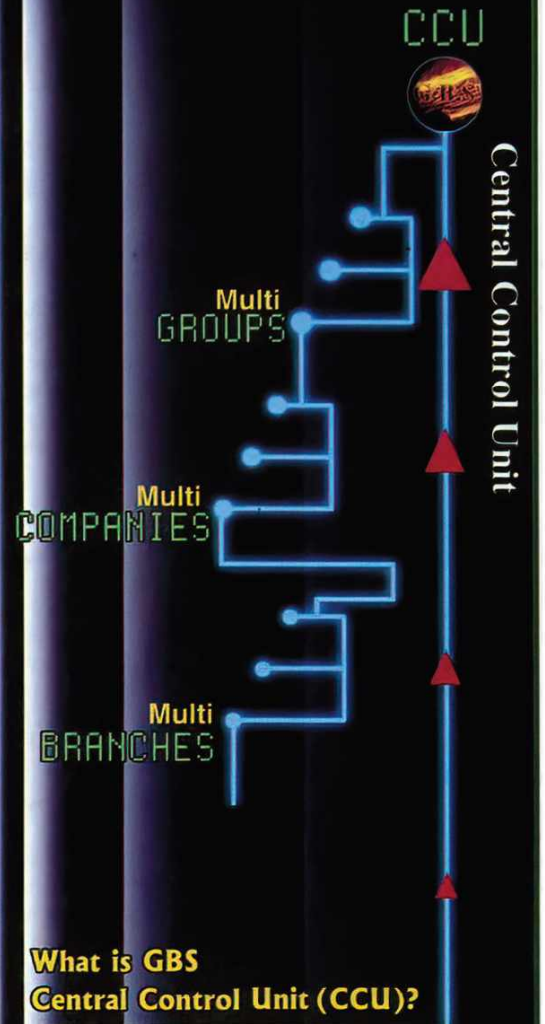 CCU
Central Control Unit
Multi
GROUPS
Multi
COMPANIES
Multi
BRANCHES
What is GBS
Central Control Unit (CCU)?